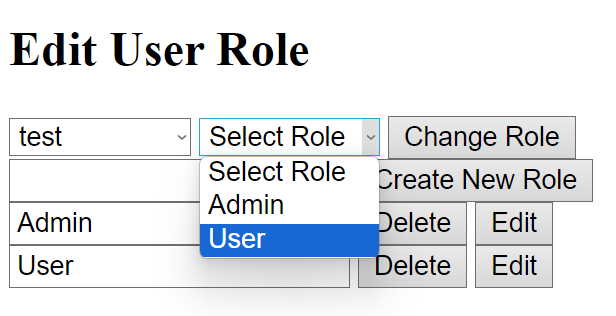 Edit User Role
test Select Role Change Role
Select Role Create New Role
Admin Admin Delete Edit
User
User Delete Edit